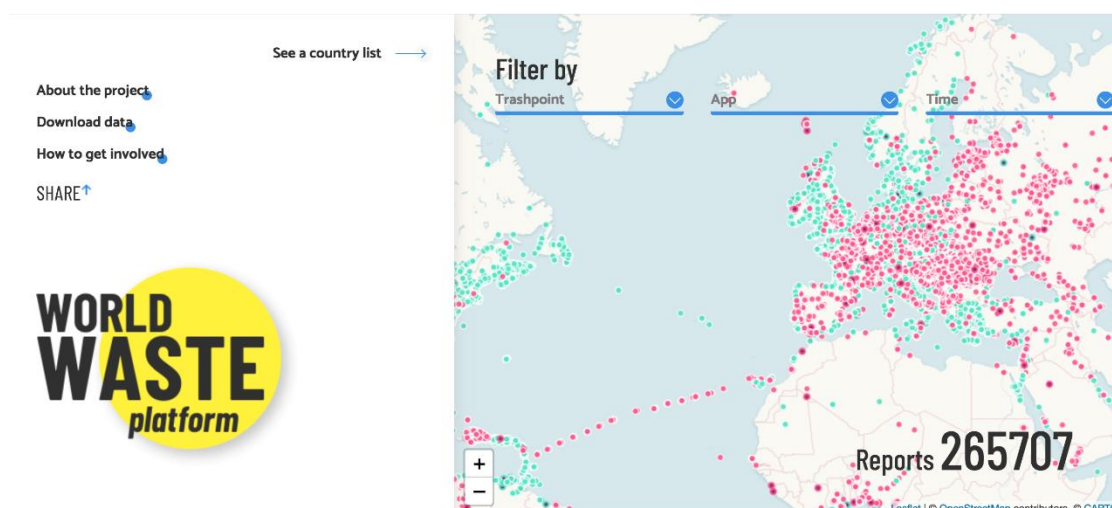 See a country list
About the project
Download data
How to get involved
SHARE
WORLD
WASTE
platform
Filter by
Trashpoint App Time
Reports 265707
+
−
Leaflet | © OpenStreetMap contributors, © CARTO